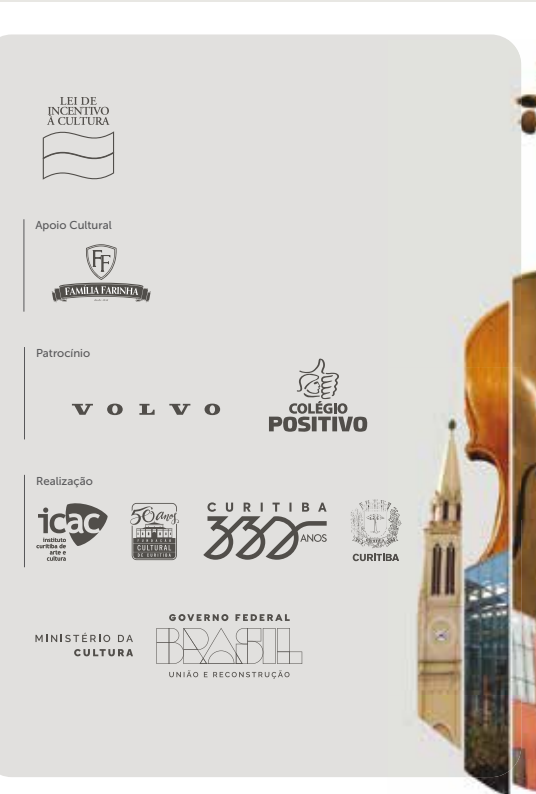 LEI DE
INCENTIVO
À CULTURA
Apoio Cultural
FF
FAMÍLIA FARINHA
Patrocínio
VOLVO
COLÉGIO
POSITIVO
Realização
icac
instituto
curitiba de
arte e
cultura
50 anos
FUNDAÇÃO
CULTURAL
DE CURITIBA
CURITIBA
330 ANOS
CURITIBA
MINISTÉRIO DA
CULTURA
GOVERNO FEDERAL
BRASIL
UNIÃO E RECONSTRUÇÃO